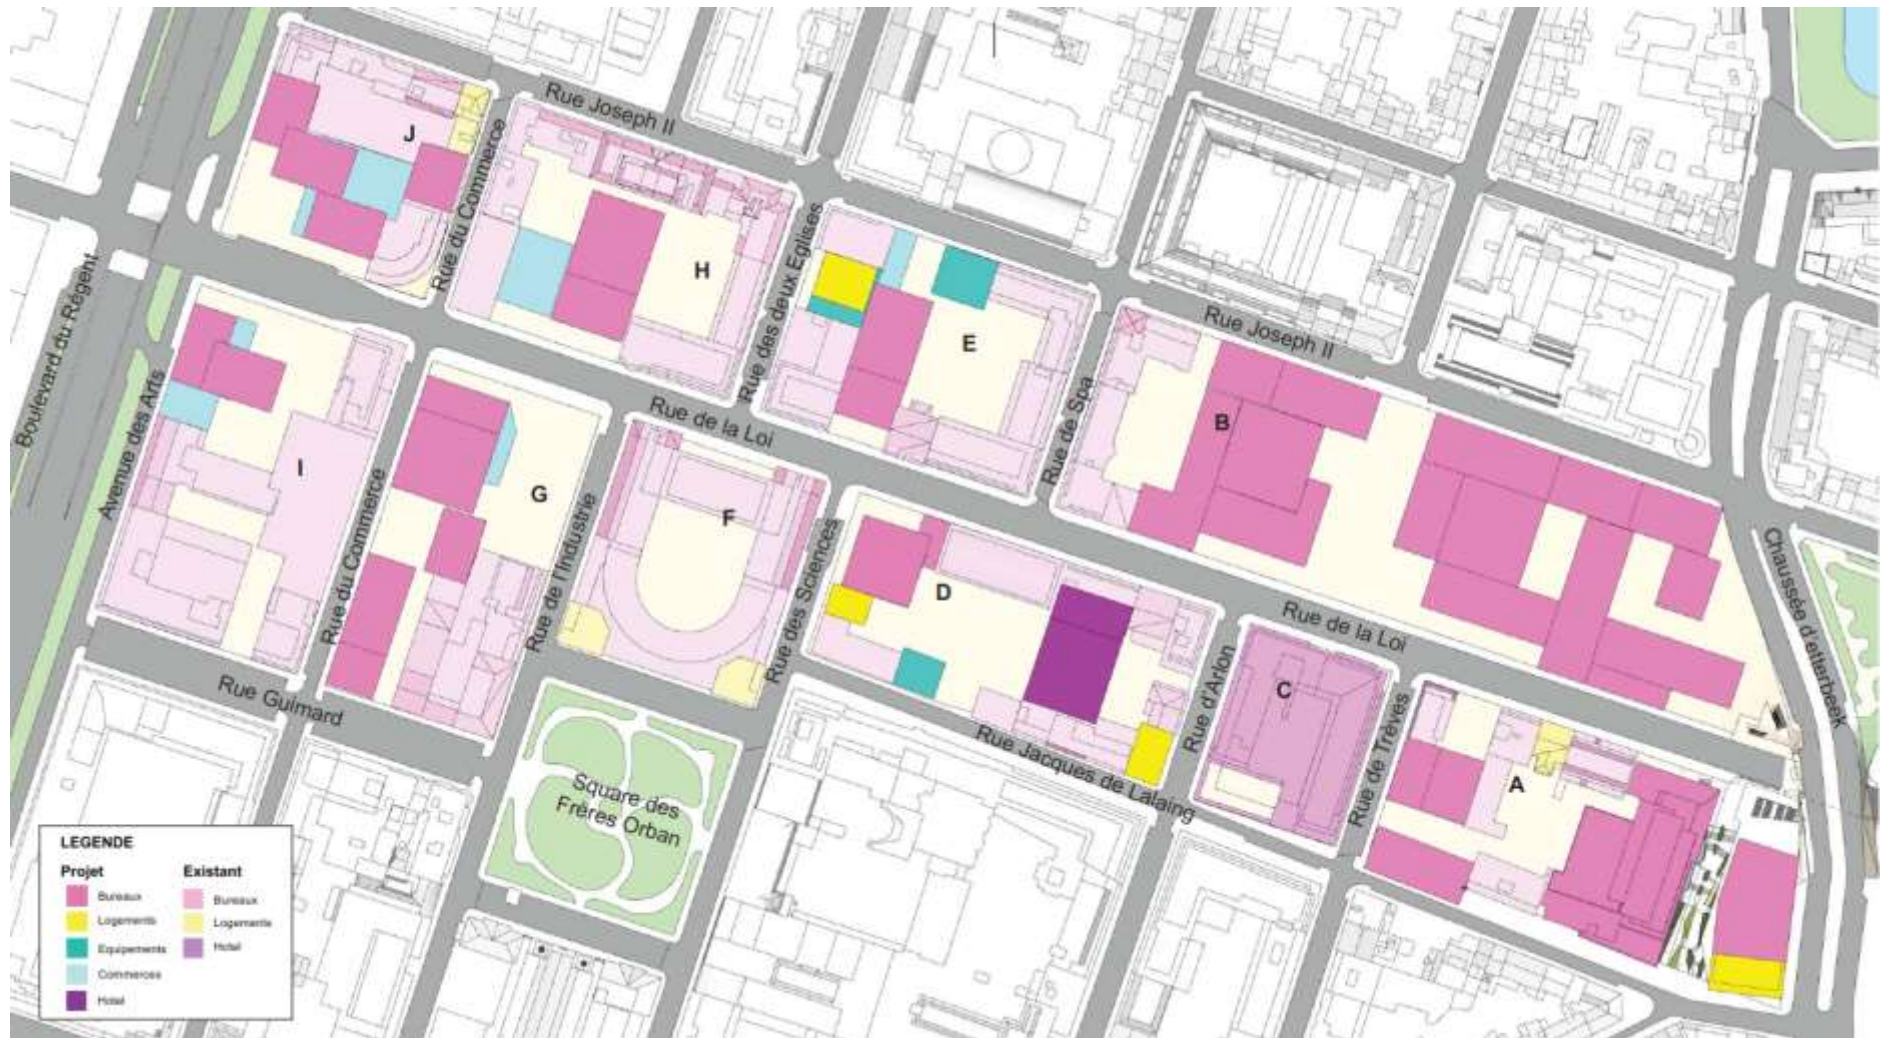 Rue Joseph II
J
Rue du Commerce
H
Rue des deux Eglises
E
Rue Joseph II
Boulevard du Régent
Rue de la Loi
Rue de Spa
B
Avenue des Arts
I
Rue du Commerce
G
Rue de l'Industrie
F
Rue des Sciences
D
Chaussée d'etterbeek
Rue de la Loi
Rue d'Arlon
C
Rue de Trèves
A
Rue Guimard
Rue Jacques de Lalaing
Square des
Frères Orban
LEGENDE
Projet
Existant
Bureaux
Bureaux
Logements
Logements
Equipements
Hotel
Commerces
Hotel